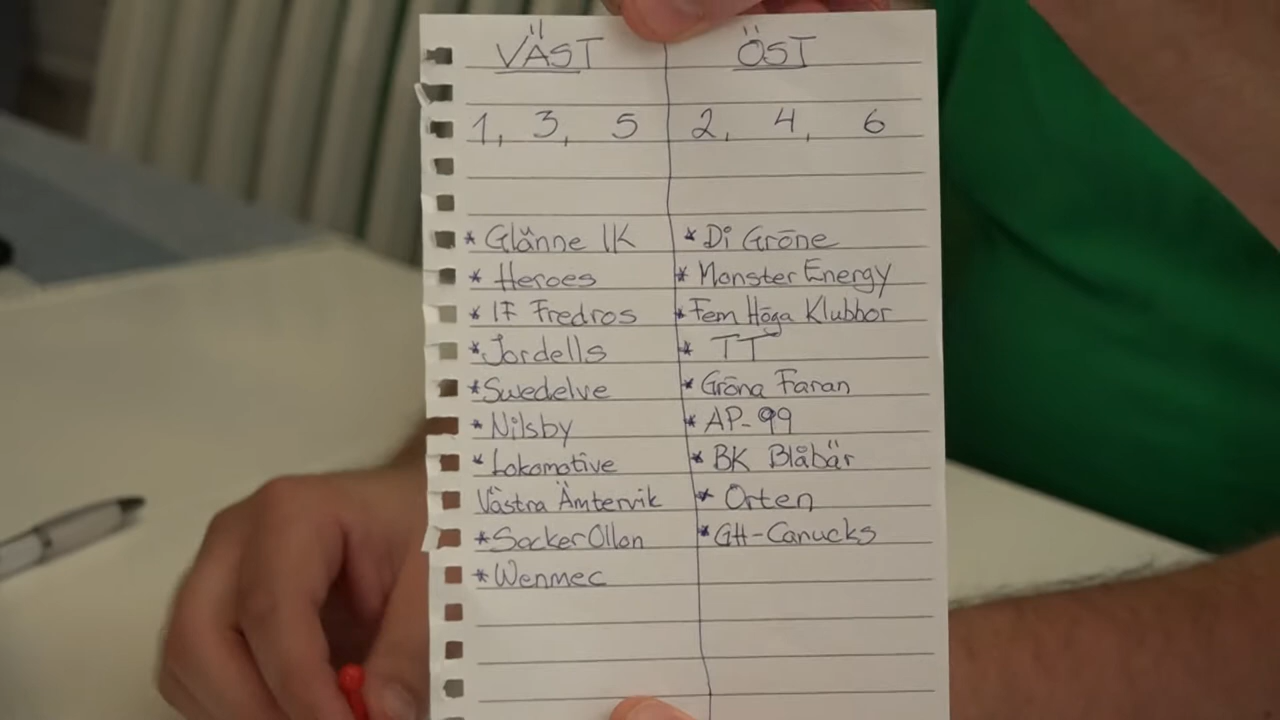 VÄST
1, 3, 5
* Glänne IK
* Heroes
* IF Fredros
* Jordells
* Swedelve
* Nilsby
* Lokomotive
Västra Ämtervik
* SockerOllon
* Wenmec
ÖST
2, 4, 6
* Di Gröne
* Monster Energy
* Fem Höga Klubbor
* TT
* Gröna Faran
* AP-99
* BK Blåbär
* Orten
* GH-Canucks